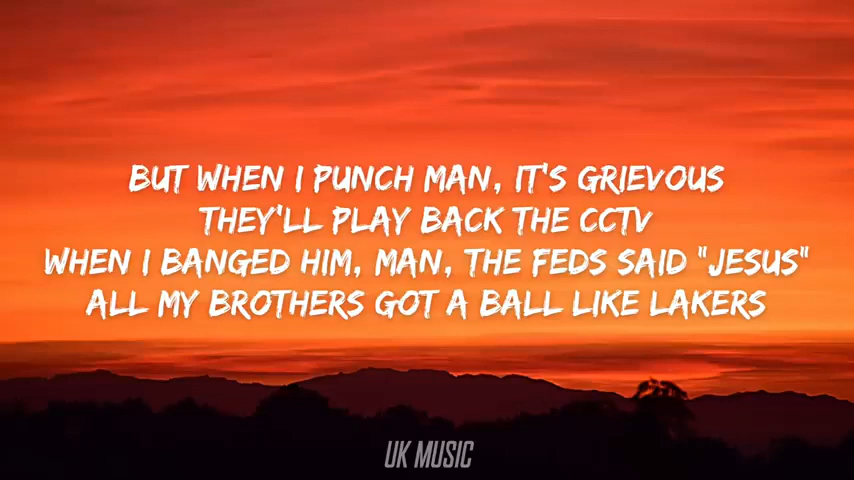 BUT WHEN I PUNCH MAN, IT'S GRIEVOUS
THEY'LL PLAY BACK THE CCTV
WHEN I BANGED HIM, MAN, THE FEDS SAID "JESUS"
ALL MY BROTHERS GOT A BALL LIKE LAKERS
UK MUSIC